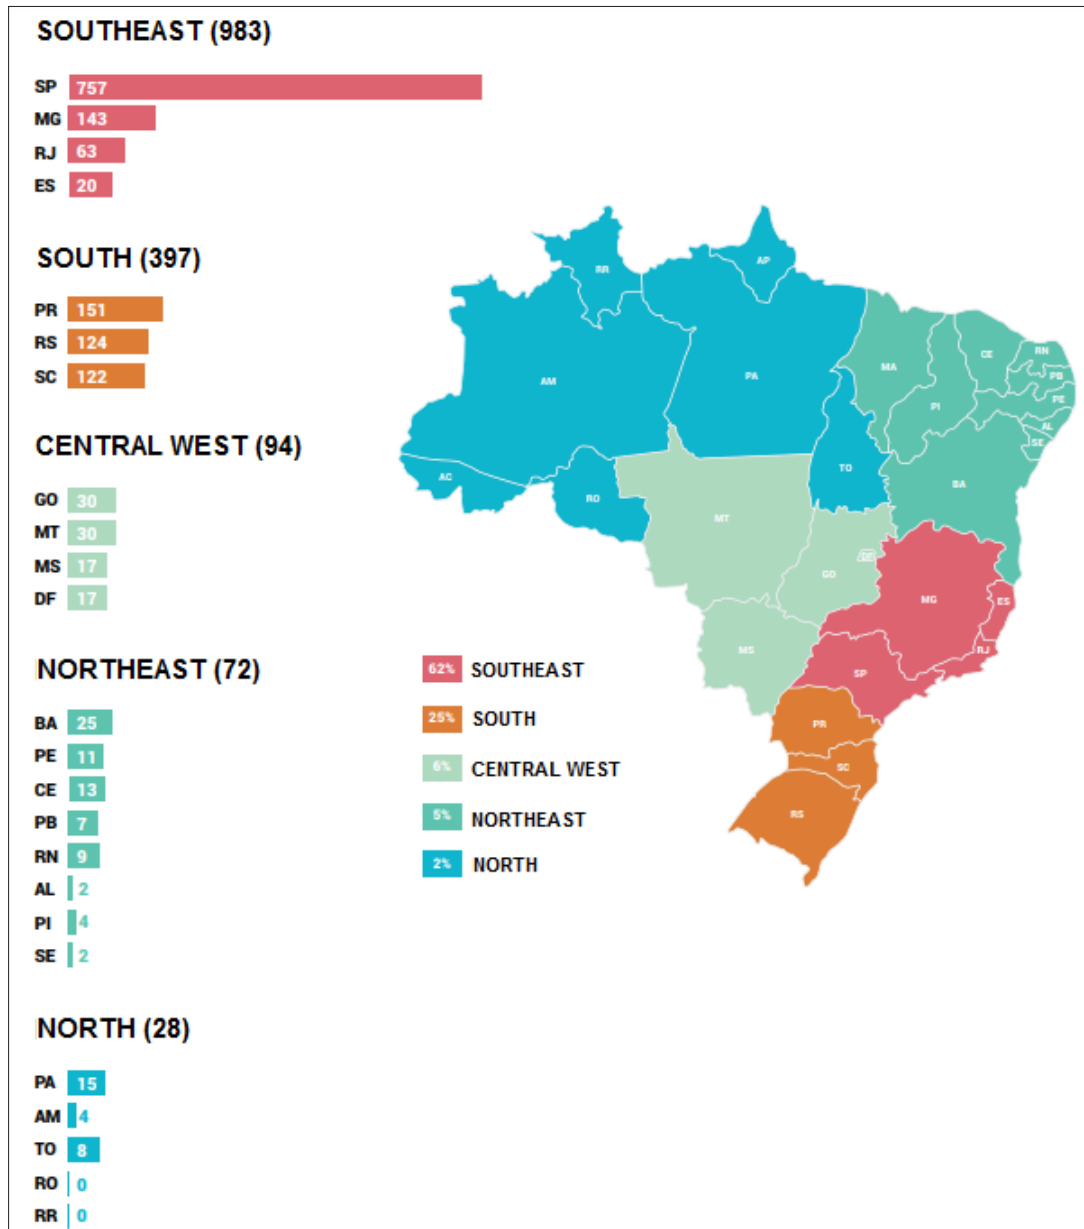 SOUTHEAST (983)
SP 757
MG 143
RJ 63
ES 20
SOUTH (397)
PR 151
RS 124
SC 122
CENTRAL WEST (94)
GO 30
MT 30
MS 17
DF 17
NORTHEAST (72)
BA 25
PE 11
CE 13
PB 7
RN 9
AL 2
PI 4
SE 2
NORTH (28)
PA 15
AM 4
TO 8
RO 0
RR 0
RR
AP
AM
PA
MA
CE
RN
PB
PE
PI
AL
SE
AC
RO
TO
BA
MT
GO
DF
MG
ES
MS
RJ
SP
PR
SC
RS
62% SOUTHEAST
25% SOUTH
6% CENTRAL WEST
5% NORTHEAST
2% NORTH